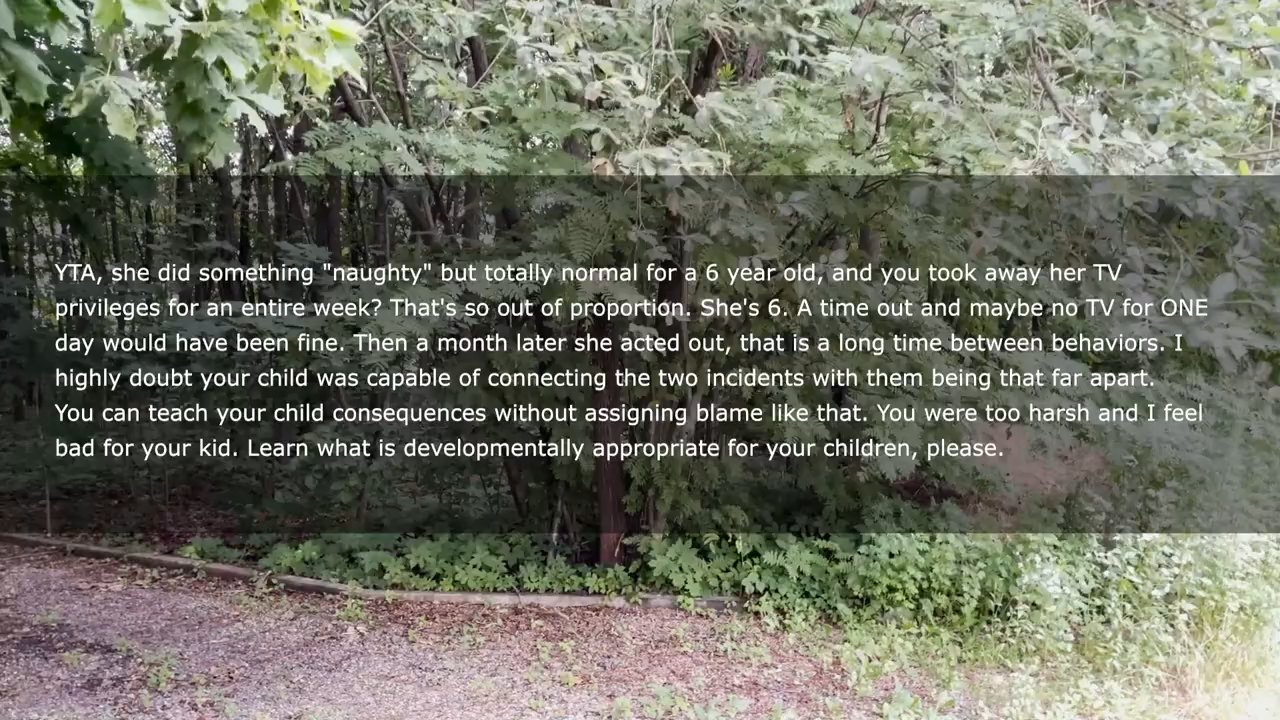 YTA, she did something "naughty" but totally normal for a 6 year old, and you took away her TV
privileges for an entire week? That's so out of proportion. She's 6. A time out and maybe no TV for ONE
day would have been fine. Then a month later she acted out, that is a long time between behaviors. I
highly doubt your child was capable of connecting the two incidents with them being that far apart.
You can teach your child consequences without assigning blame like that. You were too harsh and I feel
bad for your kid. Learn what is developmentally appropriate for your children, please.